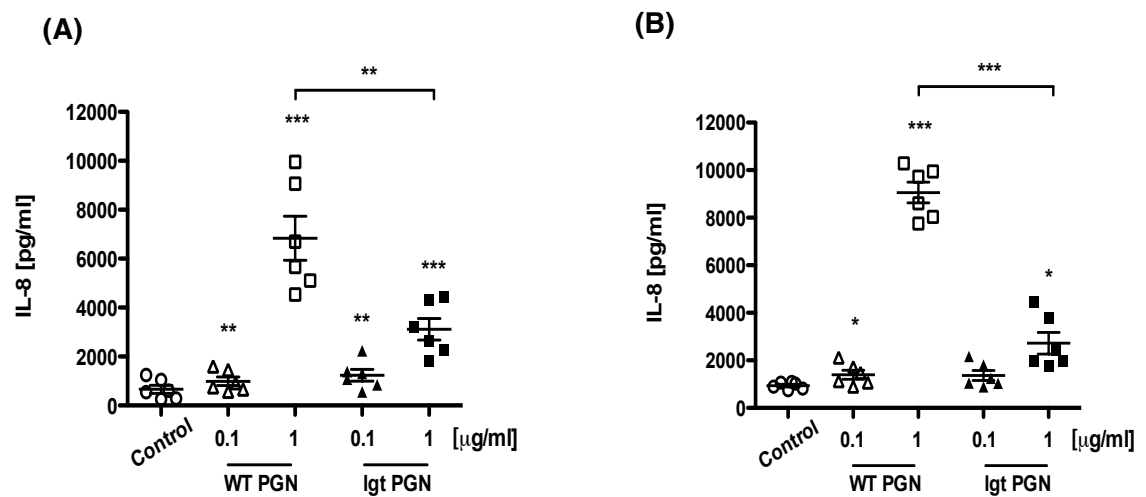 (A)
**
***
12000
10000
8000
6000
4000
2000
0
IL-8 [pg/ml]
**
**
***
Control
0.1
1
0.1
1
[μg/ml]
WT PGN
lgt PGN
(B)
***
***
12000
10000
8000
6000
4000
2000
0
IL-8 [pg/ml]
*
*
Control
0.1
1
0.1
1
[μg/ml]
WT PGN
lgt PGN